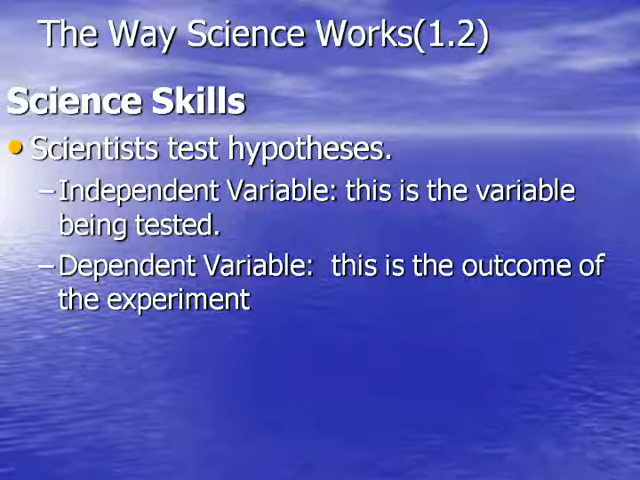 The Way Science Works(1.2)
Science Skills
• Scientists test hypotheses.
–Independent Variable: this is the variable
being tested.
–Dependent Variable:  this is the outcome of
the experiment